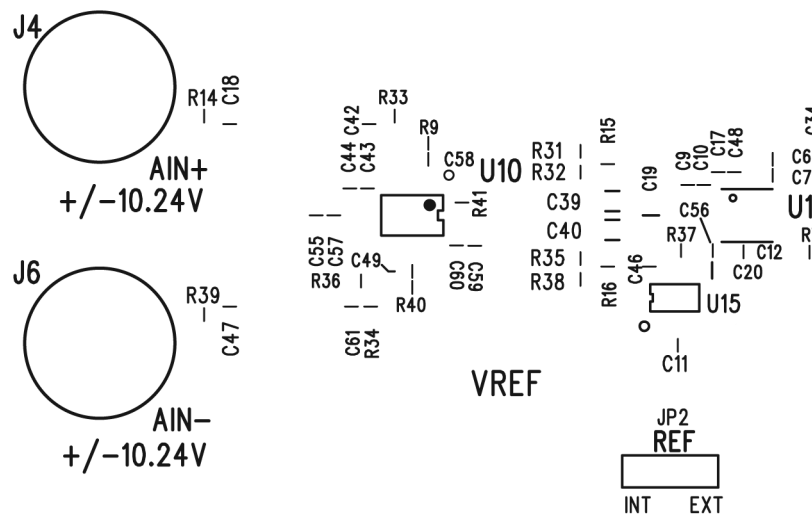 J4
R14
C18
AIN+
+/-10.24V
J6
R39
C47
AIN-
+/-10.24V
R33
C42
R9
C44
C43
C58
U10
R41
C55
C57
C49
R36
R40
C60
C59
C61
R34
VREF
R31
R32
R15
C39
C19
C40
C56
R35
R38
R16
C46
R37
C9
C10
C17
C48
C6
C7
C20
C12
U15
C11
JP2
REF
INT EXT